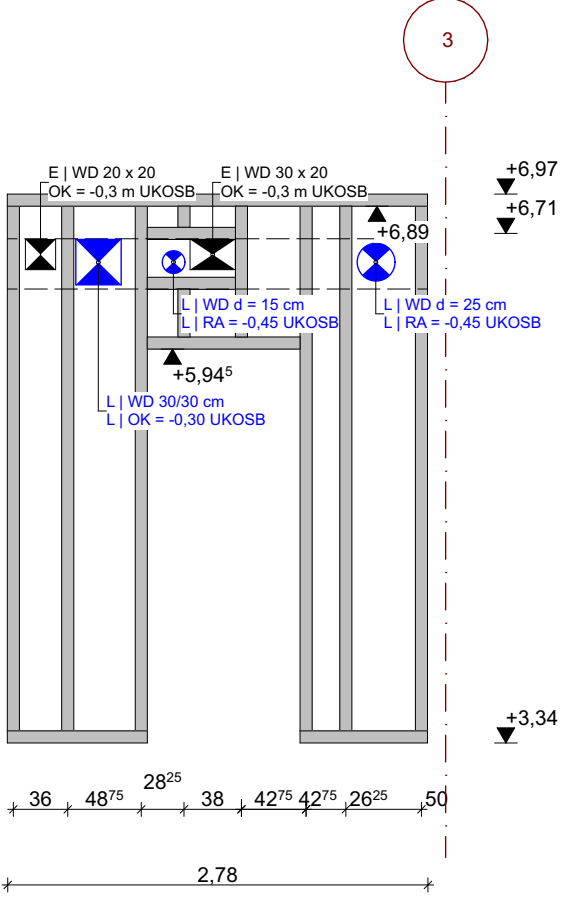 3
E | WD 20 x 20
OK = -0,3 m UKOSB
E | WD 30 x 20
OK = -0,3 m UKOSB
+6,97
+6,71
+6,89
L | WD d = 15 cm
L | RA = -0,45 UKOSB
L | WD d = 25 cm
L | RA = -0,45 UKOSB
+5,94⁵
L | WD 30/30 cm
L | OK = -0,30 UKOSB
+3,34
36 48⁷⁵ 28²⁵ 38 42⁷⁵ 42⁷⁵ 26²⁵ 50
2,78